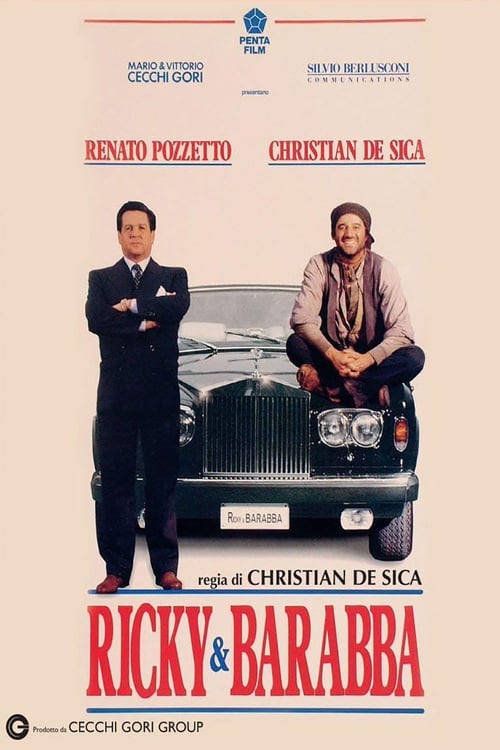 PENTA
FILM
MARIO & VITTORIO
CECCHI GORI
SILVIO BERLUSCONI
COMMUNICATIONS
presentano
RENATO POZZETTO
CHRISTIAN DE SICA
RICKY & BARABBA
regia di CHRISTIAN DE SICA
RICKY & BARABBA
Prodotto da CECCHI GORI GROUP